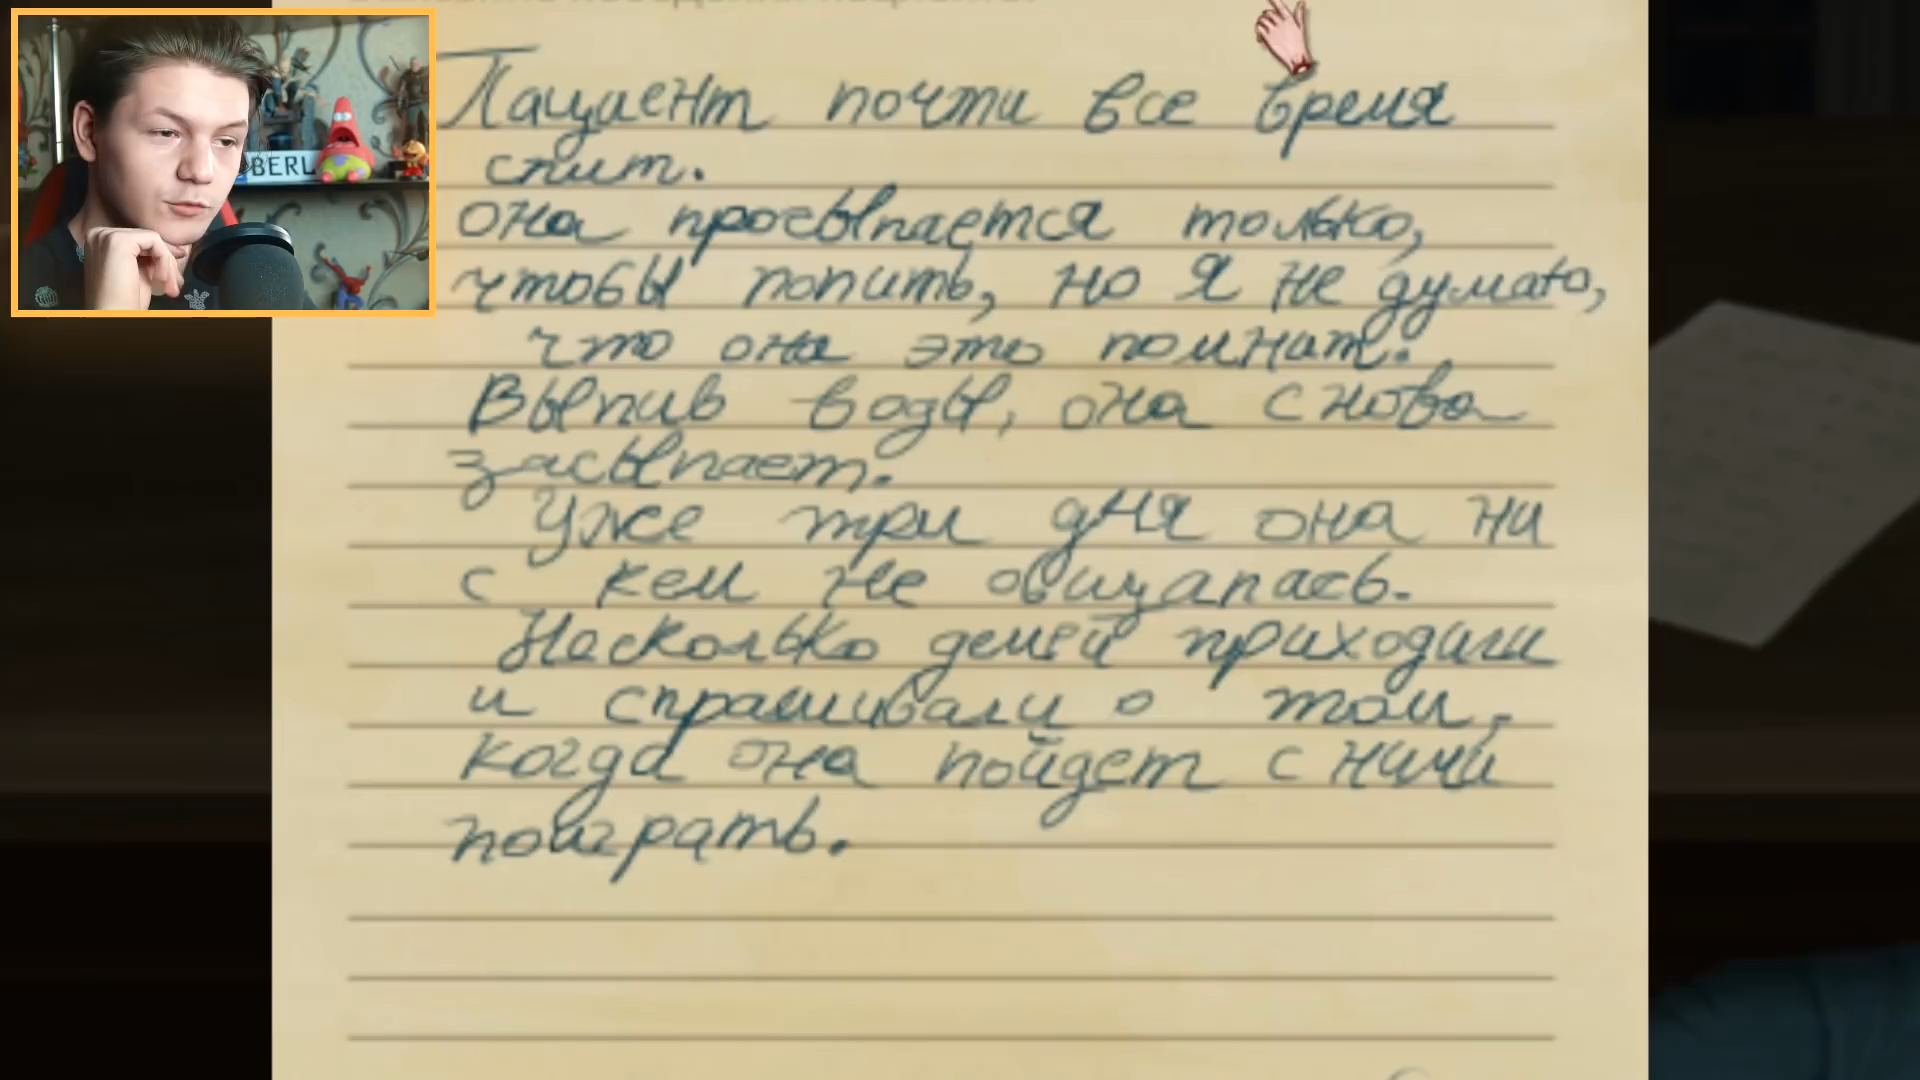 BERL
Пациент почти все время
спит.
она просыпается только,
чтобы попить, но я не думаю,
что она это помнит.
Выпив воды, она снова
засыпает.
Уже три дня она ни
с кем не общалась.
Несколько детей приходили
и спрашивали о том,
когда она пойдет с ними
поиграть.